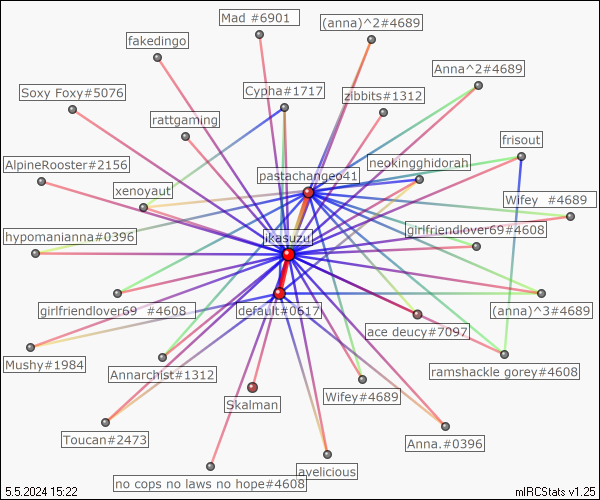 Mad #6901
(anna)^2#4689
fakedingo
Anna^2#4689
Soxy Foxy#5076
Cypha#1717
zibbits#1312
rattgaming
frisout
AlpineRooster#2156
neokingghidorah
pastachangeo41
xenoyaut
Wifey #4689
girlfriendlover69#4608
hypomanianna#0396
ikasuzu
girlfriendlover69 #4608
default#0617
(anna)^3#4689
ace deucy#7097
Mushy#1984
Annarchist#1312
ramshackle gorey#4608
Wifey#4689
Skalman
Toucan#2473
Anna.#0396
avelicious
no cops no laws no hope#4608
5.5.2024 15:22
mIRCStats v1.25